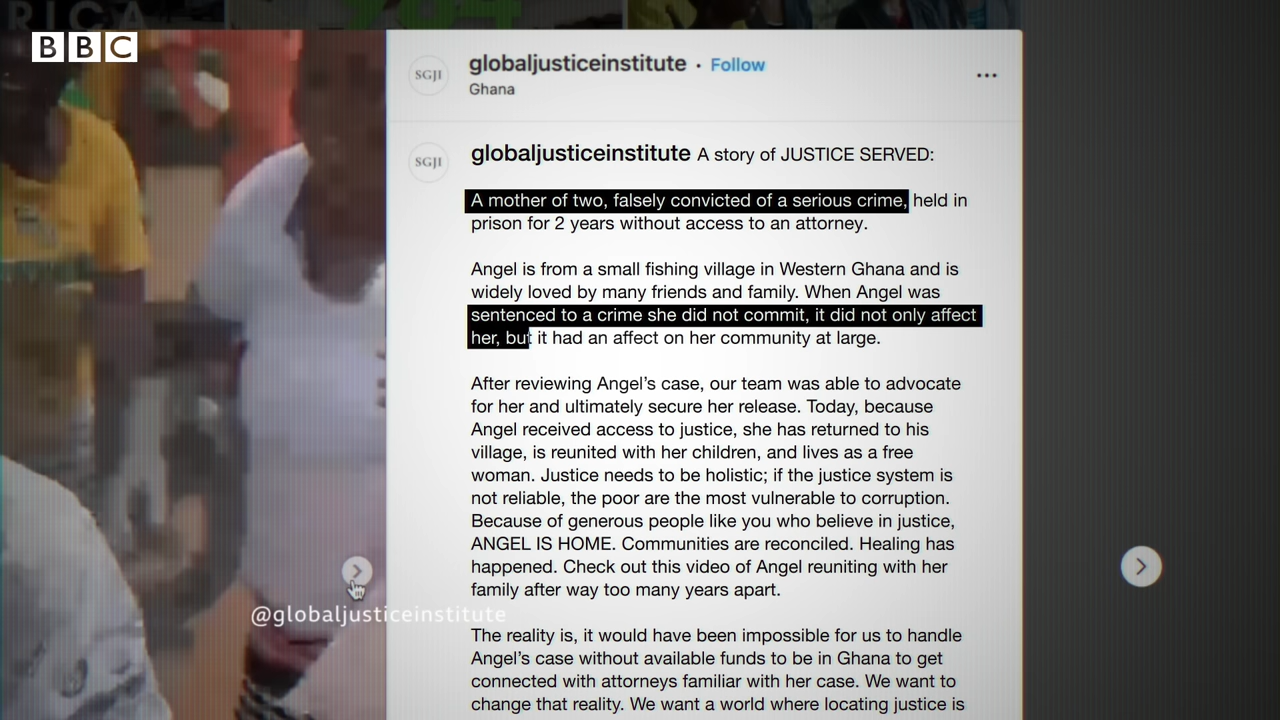 RICA
BBC
globaljusticeinstitute • Follow
Ghana
SGJI
globaljusticeinstitute A story of JUSTICE SERVED:
SGJI
A mother of two, falsely convicted of a serious crime, held in
prison for 2 years without access to an attorney.
Angel is from a small fishing village in Western Ghana and is
widely loved by many friends and family. When Angel was
sentenced to a crime she did not commit, it did not only affect
her, but it had an affect on her community at large.
After reviewing Angel's case, our team was able to advocate
for her and ultimately secure her release. Today, because
Angel received access to justice, she has returned to his
village, is reunited with her children, and lives as a free
woman. Justice needs to be holistic; if the justice system is
not reliable, the poor are the most vulnerable to corruption.
Because of generous people like you who believe in justice,
ANGEL IS HOME. Communities are reconciled. Healing has
happened. Check out this video of Angel reuniting with her
family after way too many years apart.
@globaljusticeinstitute
The reality is, it would have been impossible for us to handle
Angel's case without available funds to be in Ghana to get
connected with attorneys familiar with her case. We want to
change that reality. We want a world where locating justice is